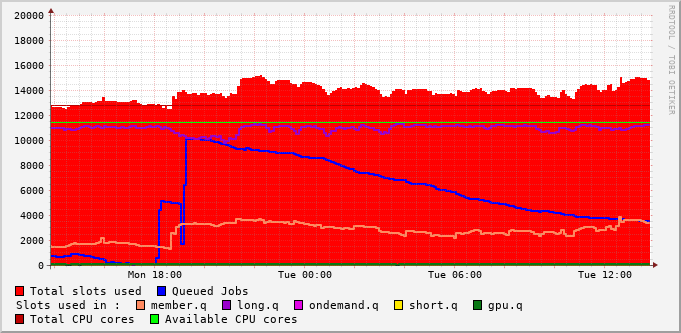 20000
18000
16000
14000
12000
10000
8000
6000
4000
2000
0
Mon 18:00 Tue 00:00 Tue 06:00 Tue 12:00
RRDTOOL / TOBI OETIKER
Total slots used Queued Jobs
Slots used in : member.q long.q ondemand.q short.q gpu.q
Total CPU cores Available CPU cores